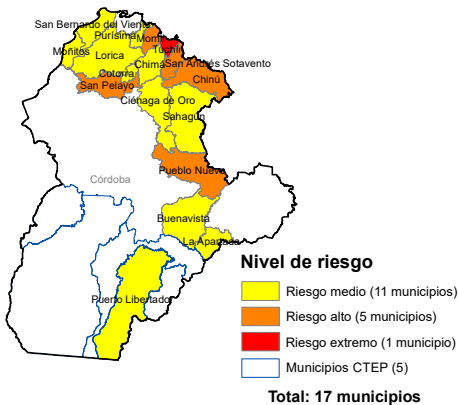 San Bernardo del Viento
Purísima
Momil
Moñitos
Tuchín
Lorica
San Andrés Sotavento
Chimá
Cotorra
Chinú
San Pelayo
Ciénaga de Oro
Sahagún
Pueblo Nuevo
Córdoba
Buenavista
La Apartada
Puerto Libertador
Nivel de riesgo
Riesgo medio (11 municipios)
Riesgo alto (5 municipios)
Riesgo extremo (1 municipio)
Municipios CTEP (5)
Total: 17 municipios